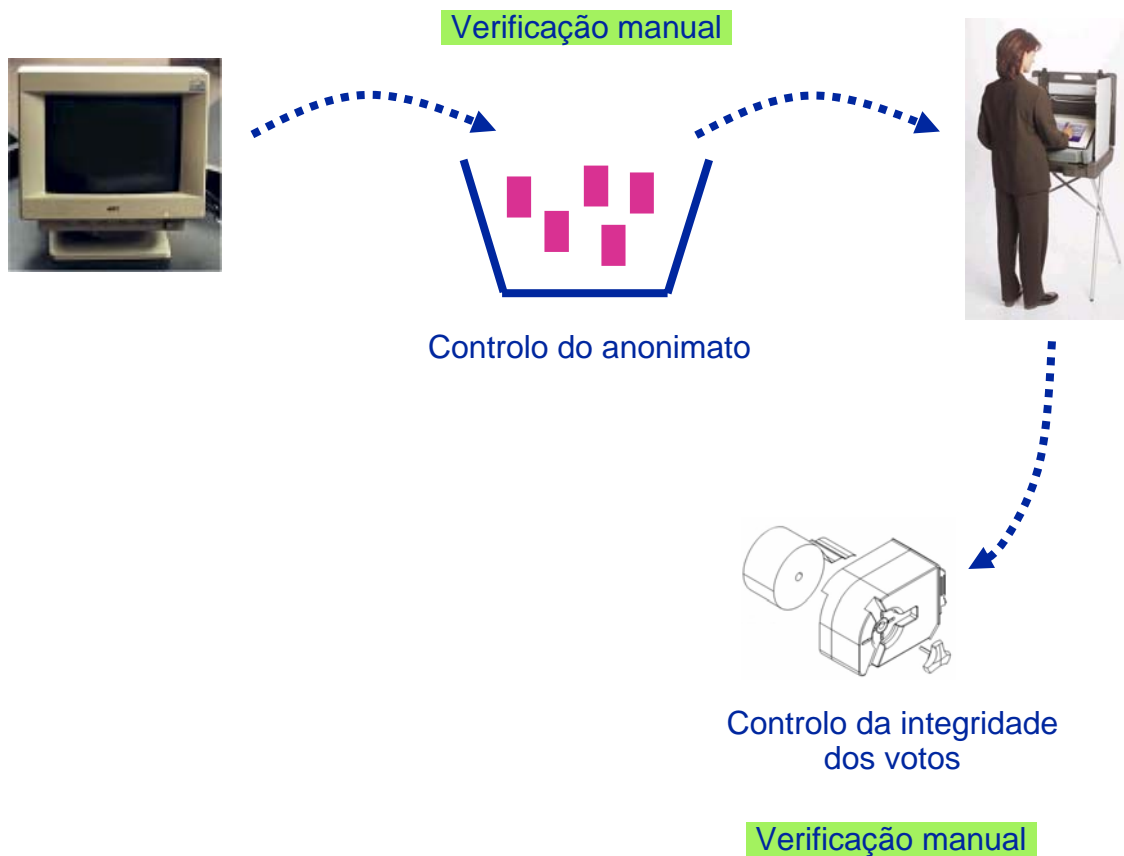 Verificação manual
Controlo do anonimato
Controlo da integridade
dos votos
Verificação manual